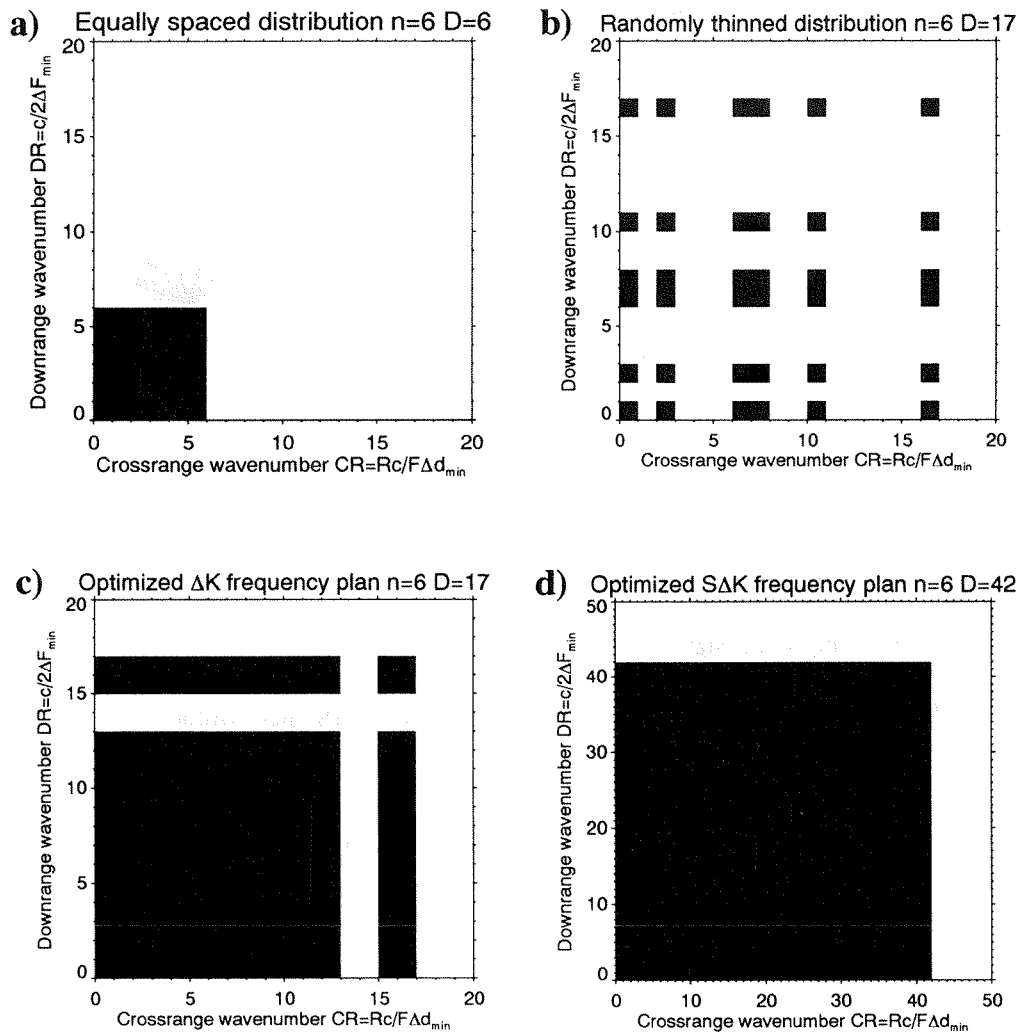 a) Equally spaced distribution n=6 D=6
20
15
10
5
0
Downrange wavenumber DR=c/2ΔF_min
0 5 10 15 20
Crossrange wavenumber CR=Rc/FΔd_min
b) Randomly thinned distribution n=6 D=17
20
15
10
5
0
Downrange wavenumber DR=c/2ΔF_min
0 5 10 15 20
Crossrange wavenumber CR=Rc/FΔd_min
c) Optimized ΔK frequency plan n=6 D=17
20
15
10
5
0
Downrange wavenumber DR=c/2ΔF_min
0 5 10 15 20
Crossrange wavenumber CR=Rc/FΔd_min
d) Optimized SΔK frequency plan n=6 D=42
50
40
30
20
10
0
Downrange wavenumber DR=c/2ΔF_min
0 10 20 30 40 50
Crossrange wavenumber CR=Rc/FΔd_min